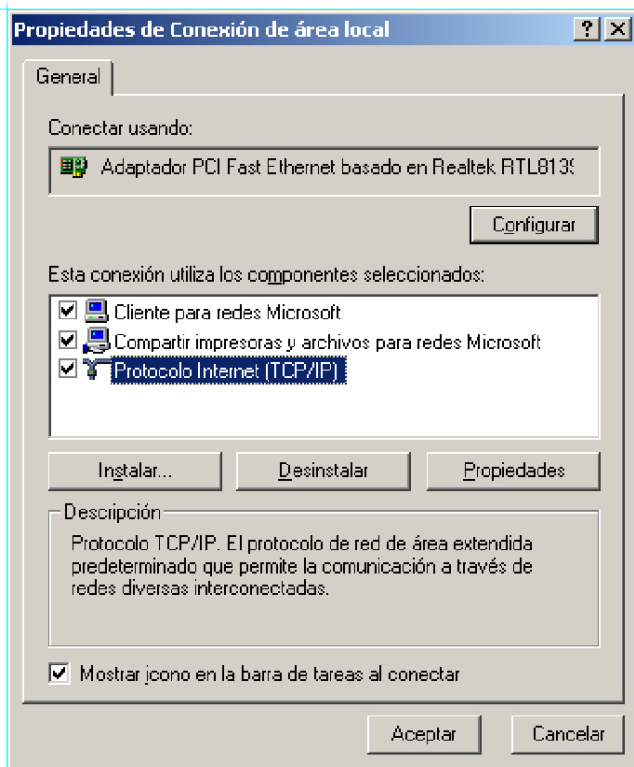 Propiedades de Conexión de área local
General
Conectar usando:
Adaptador PCI Fast Ethernet basado en Realtek RTL8139
Configurar
Esta conexión utiliza los componentes seleccionados:
Cliente para redes Microsoft
Compartir impresoras y archivos para redes Microsoft
Protocolo Internet (TCP/IP)
Instalar... Desinstalar Propiedades
Descripción
Protocolo TCP/IP. El protocolo de red de área extendida
predeterminado que permite la comunicación a través de
redes diversas interconectadas.
Mostrar icono en la barra de tareas al conectar
Aceptar Cancelar